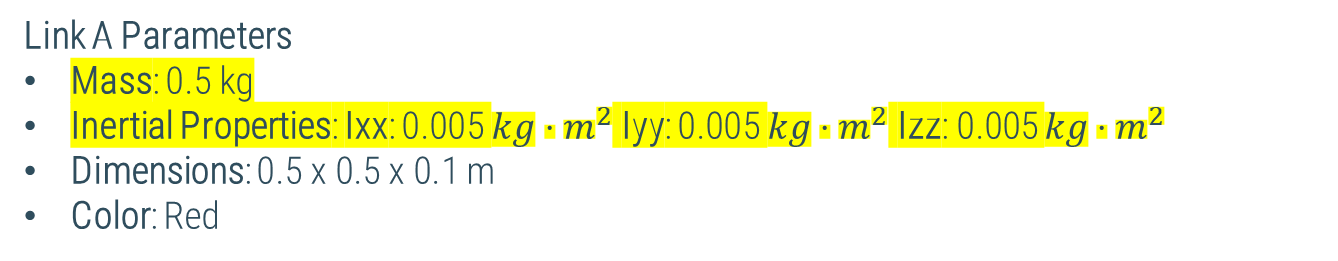 Link A Parameters
• Mass: 0.5 kg
• Inertial Properties: Ixx: 0.005 kg · m² Iyy: 0.005 kg · m² Izz: 0.005 kg · m²
• Dimensions: 0.5 x 0.5 x 0.1 m
• Color: Red